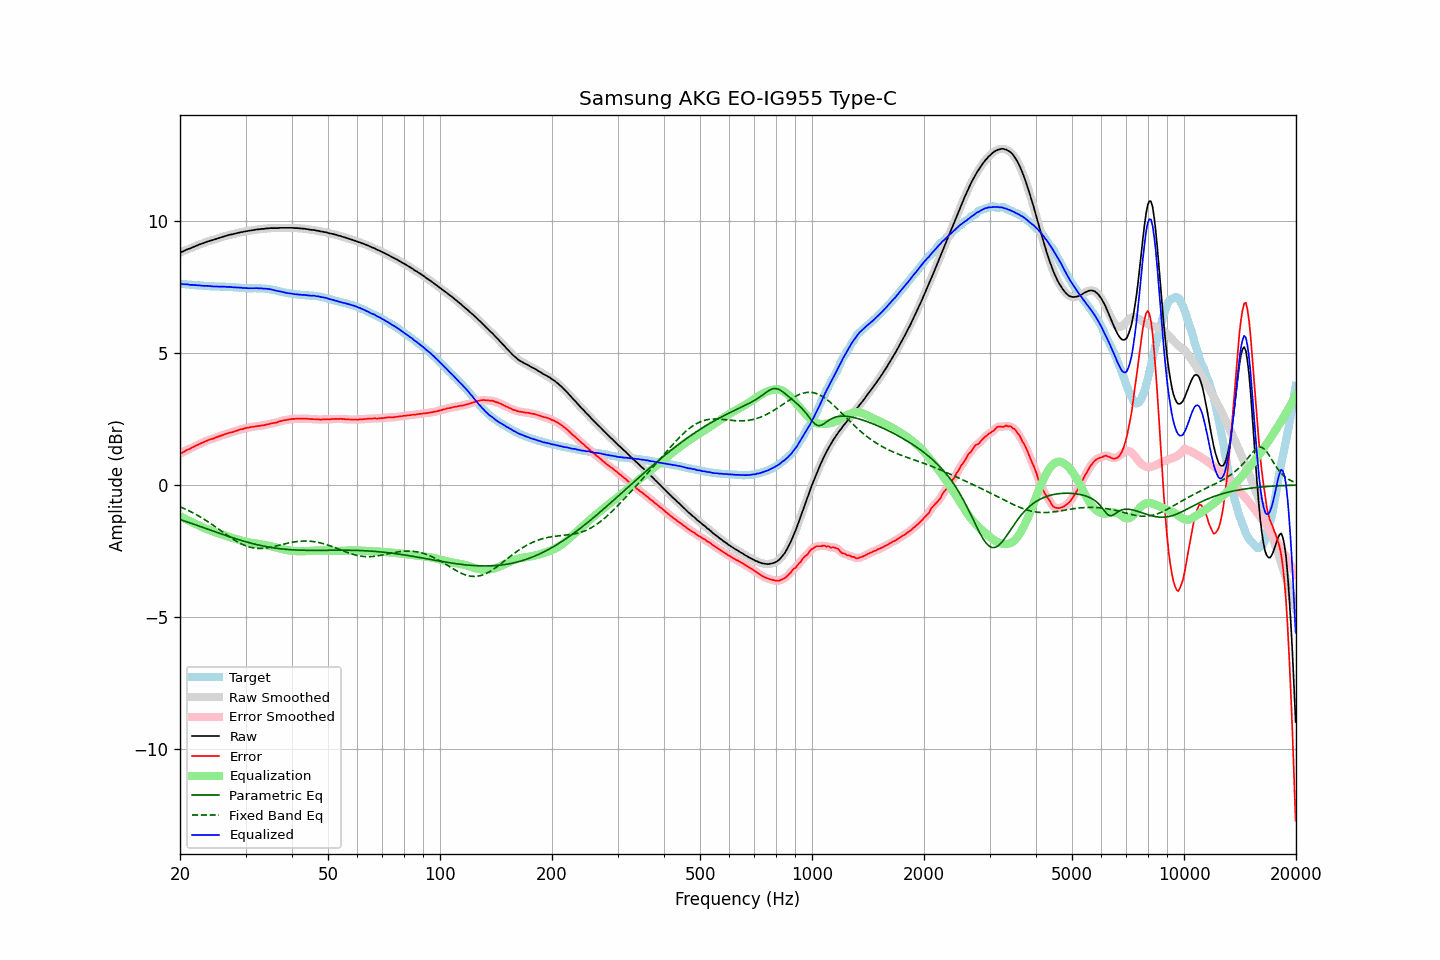 Samsung AKG EO-IG955 Type-C
Amplitude (dBr)
10
5
0
−5
−10
Target
Raw Smoothed
Error Smoothed
Raw
Error
Equalization
Parametric Eq
Fixed Band Eq
Equalized
20 50 100 200 500 1000 2000 5000 10000 20000
Frequency (Hz)